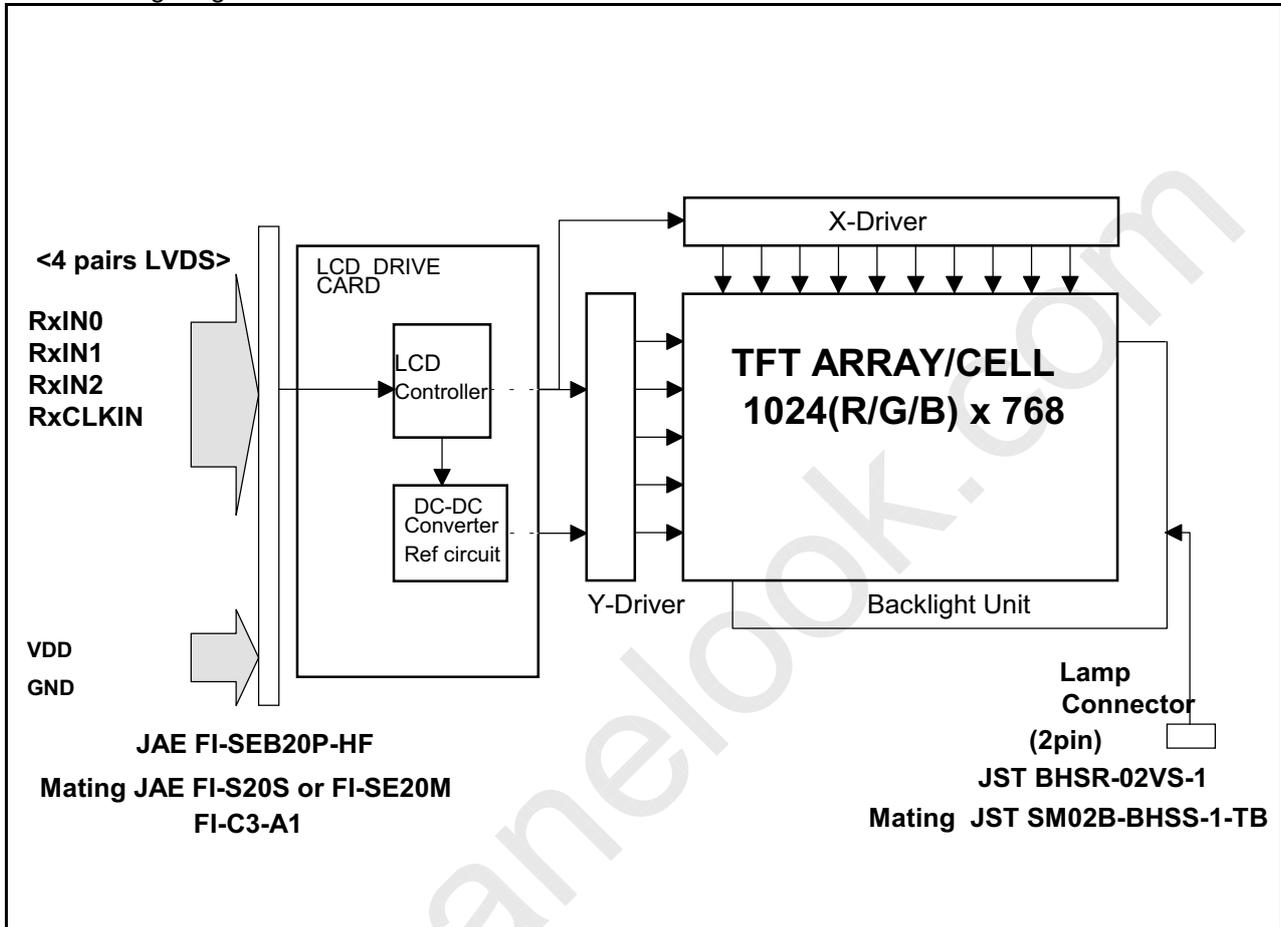 X-Driver
<4 pairs LVDS>
LCD DRIVE
CARD
RxIN0
RxIN1
RxIN2
RxCLKIN
LCD
Controller
TFT ARRAY/CELL
1024(R/G/B) x 768
DC-DC
Converter
Ref circuit
Y-Driver
Backlight Unit
VDD
GND
Lamp
Connector
(2pin)
JAE FI-SEB20P-HF
Mating JAE FI-S20S or FI-SE20M
FI-C3-A1
JST BHSR-02VS-1
Mating JST SM02B-BHSS-1-TB
anelook.com